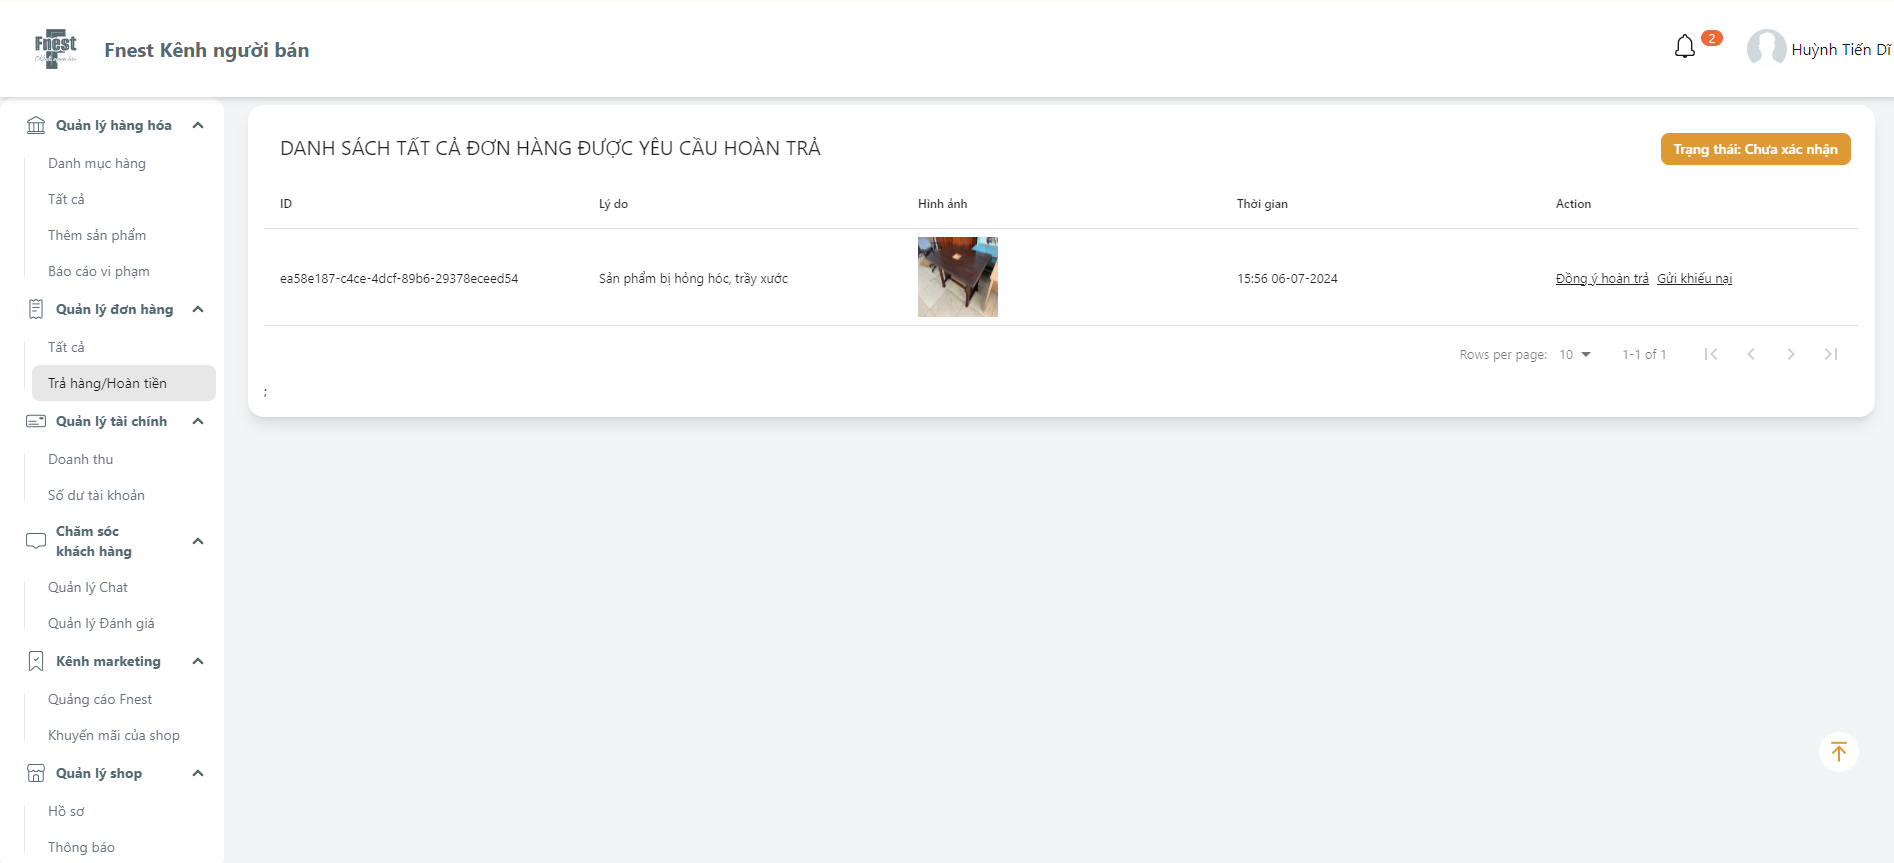 Fnest
Fnest Kênh người bán
2
Huỳnh Tiến Dĩ
Quản lý hàng hóa
Danh mục hàng
Tất cả
Thêm sản phẩm
Báo cáo vi phạm
Quản lý đơn hàng
Tất cả
Trả hàng/Hoàn tiền
Quản lý tài chính
Doanh thu
Số dư tài khoản
Chăm sóc
khách hàng
Quản lý Chat
Quản lý Đánh giá
Kênh marketing
Quảng cáo Fnest
Khuyến mãi của shop
Quản lý shop
Hồ sơ
Thông báo
DANH SÁCH TẤT CẢ ĐƠN HÀNG ĐƯỢC YÊU CẦU HOÀN TRẢ
Trạng thái: Chưa xác nhận
ID Lý do Hình ảnh Thời gian Action
ea58e187-c4ce-4dcf-89b6-29378eceed54 Sản phẩm bị hỏng hóc, trầy xước 15:56 06-07-2024 Đồng ý hoàn trả Gửi khiếu nại
Rows per page: 10 1-1 of 1
;